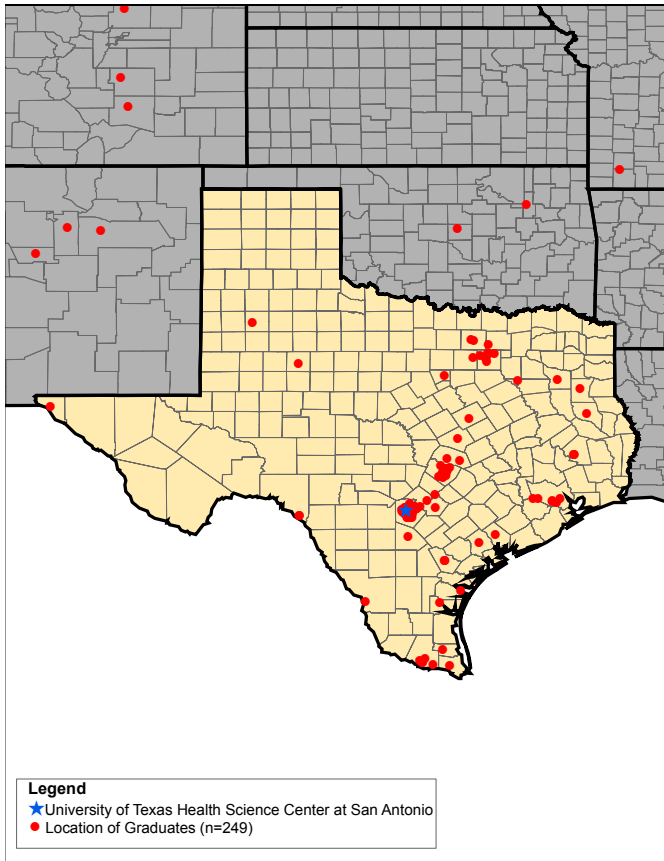 Legend
University of Texas Health Science Center at San Antonio
Location of Graduates (n=249)